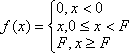 f(x) = { 0, x < 0
x, 0 ≤ x < F
F, x ≥ F